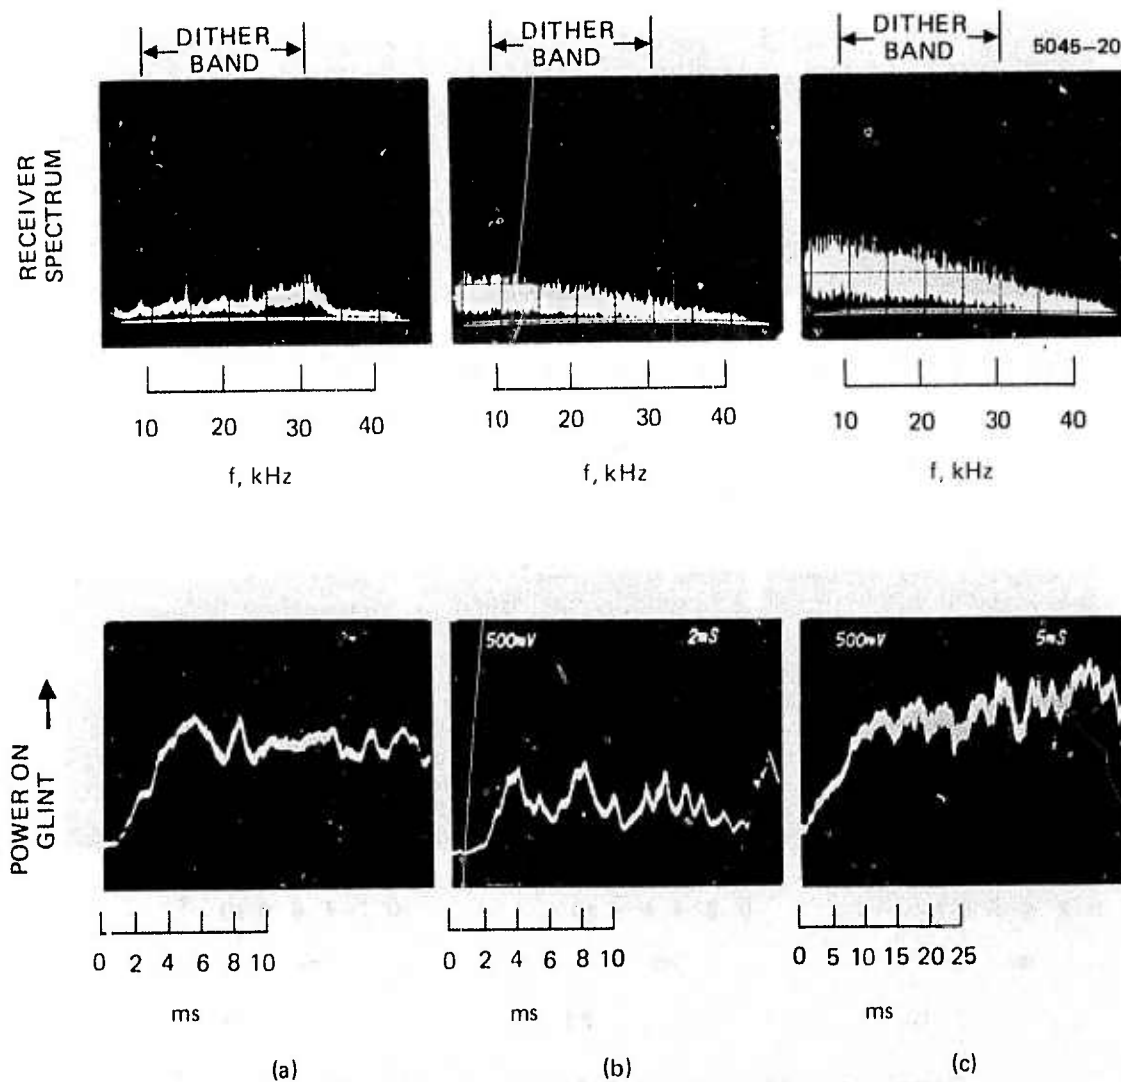 DITHER
BAND
DITHER
BAND
DITHER
BAND
5045-20
RECEIVER
SPECTRUM
10 20 30 40
f, kHz
10 20 30 40
f, kHz
10 20 30 40
f, kHz
500mV 2mS
500mV 5mS
POWER ON
GLINT
0 2 4 6 8 10
ms
0 2 4 6 8 10
ms
0 5 10 15 20 25
ms
(a)
(b)
(c)